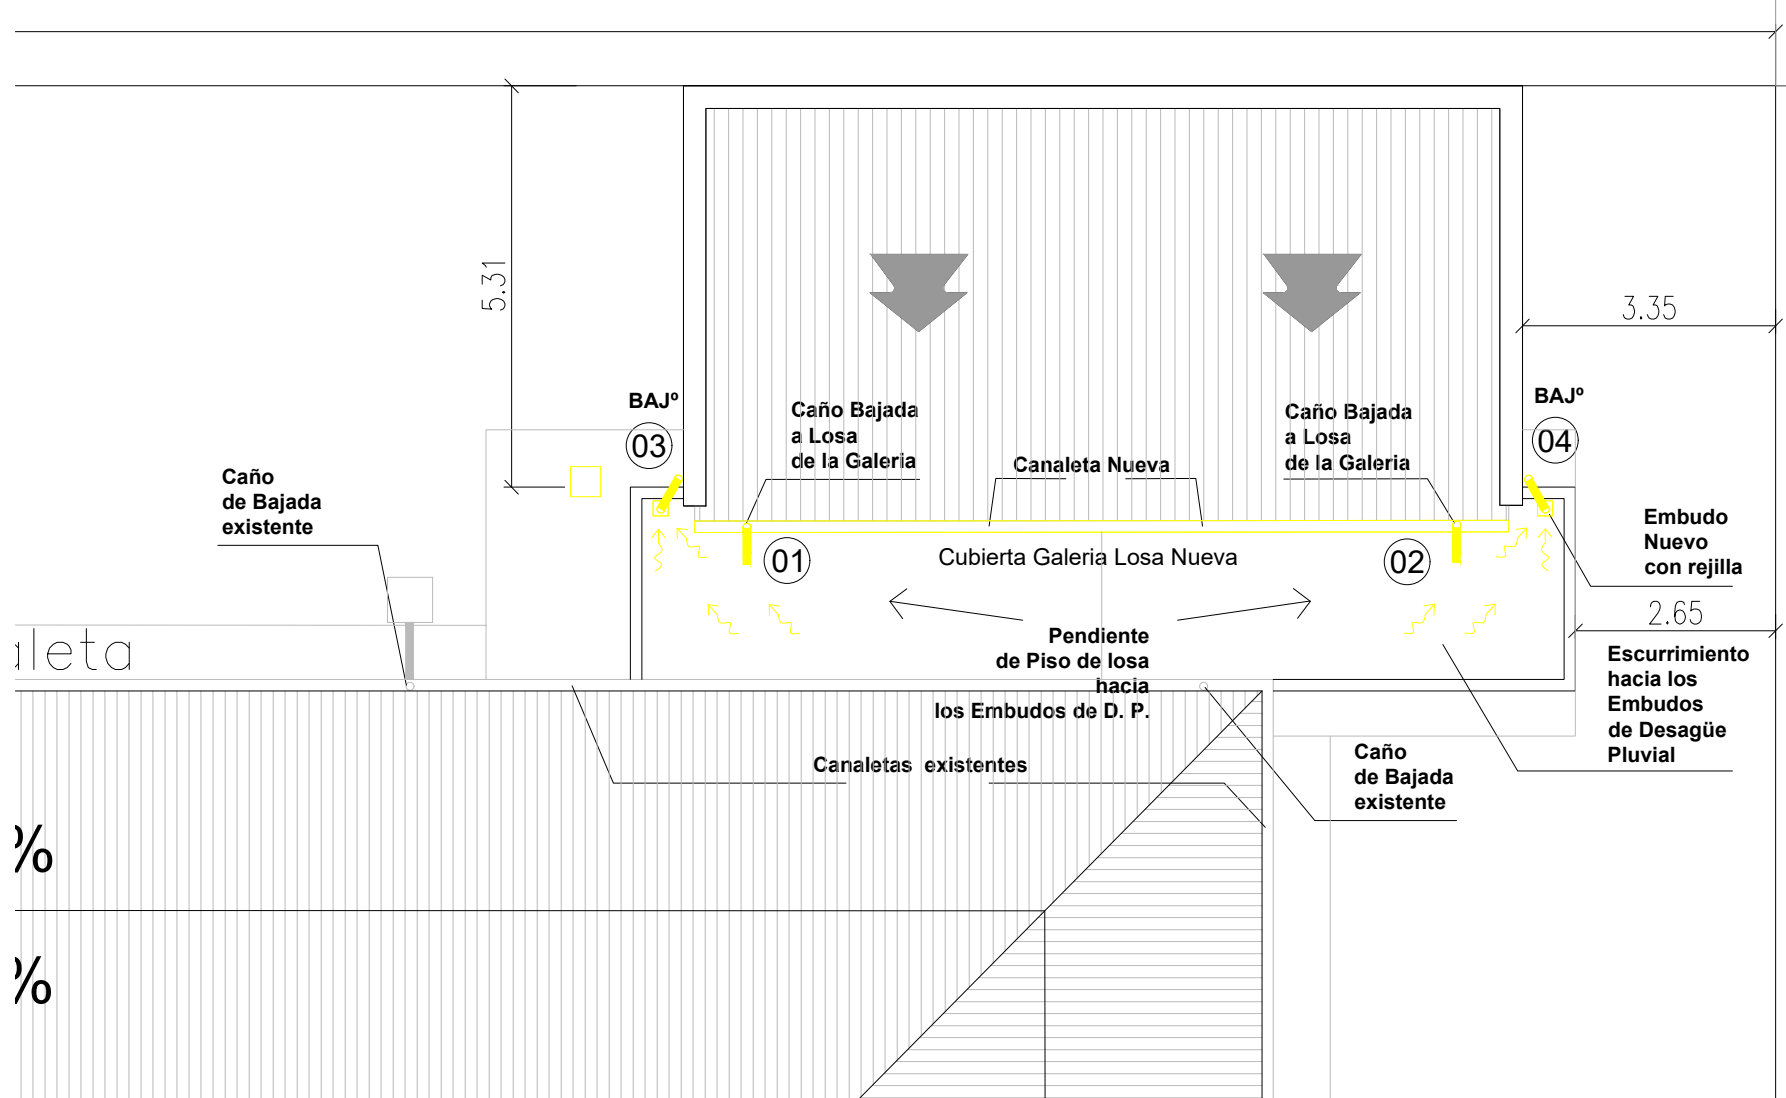 5.31
3.35
BAJº
03
BAJº
04
Caño Bajada
a Losa
de la Galeria
Caño Bajada
a Losa
de la Galeria
Canaleta Nueva
Caño
de Bajada
existente
Embudo
Nuevo
con rejilla
01
Cubierta Galeria Losa Nueva
02
2.65
Pendiente
de Piso de losa
hacia
los Embudos de D. P.
aleta
Escurrimiento
hacia los
Embudos
de Desagüe
Pluvial
Canaletas existentes
Caño
de Bajada
existente
%
%